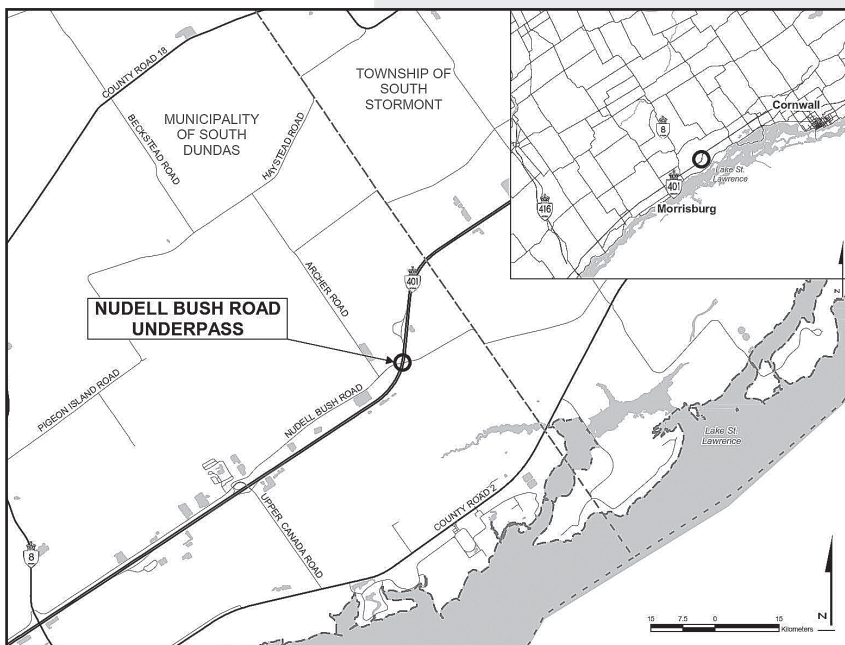 COUNTY ROAD 18
BECKSTEAD ROAD
MUNICIPALITY
OF SOUTH
DUNDAS
HAYSTEAD ROAD
TOWNSHIP OF
SOUTH
STORMONT
Cornwall
8
Lake St.
Lawrence
401
Morrisburg
416
N
ARCHER ROAD
401
NUDELL BUSH ROAD
UNDERPASS
PIGEON ISLAND ROAD
NUDELL BUSH ROAD
Lake St.
Lawrence
UPPER CANADA ROAD
COUNTY ROAD 2
8
N
15 7.5 0 15
Kilometers